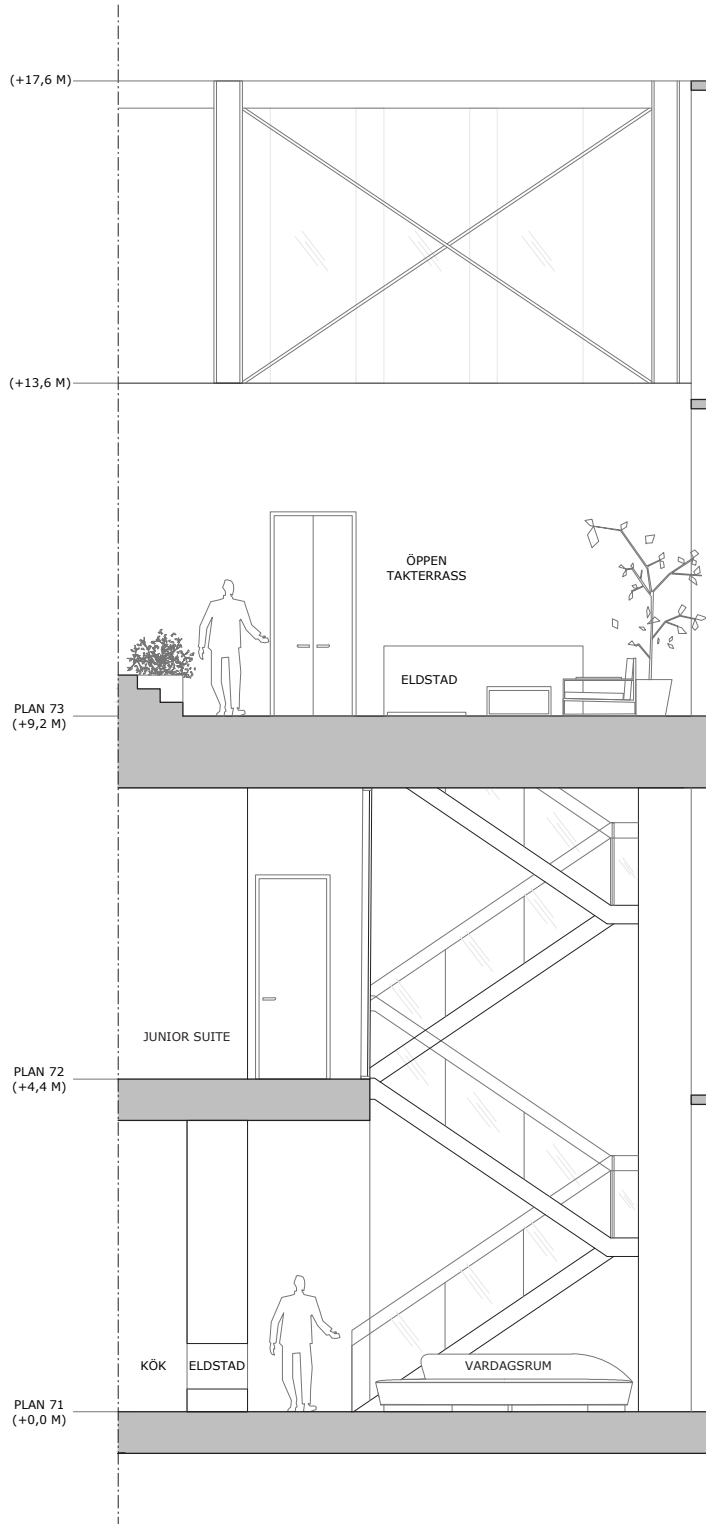 (+17,6 M)
(+13,6 M)
ÖPPEN
TAKTERRASS
ELDSTAD
PLAN 73
(+9,2 M)
JUNIOR SUITE
PLAN 72
(+4,4 M)
KÖK
ELDSTAD
VARDAGSRUM
PLAN 71
(+0,0 M)